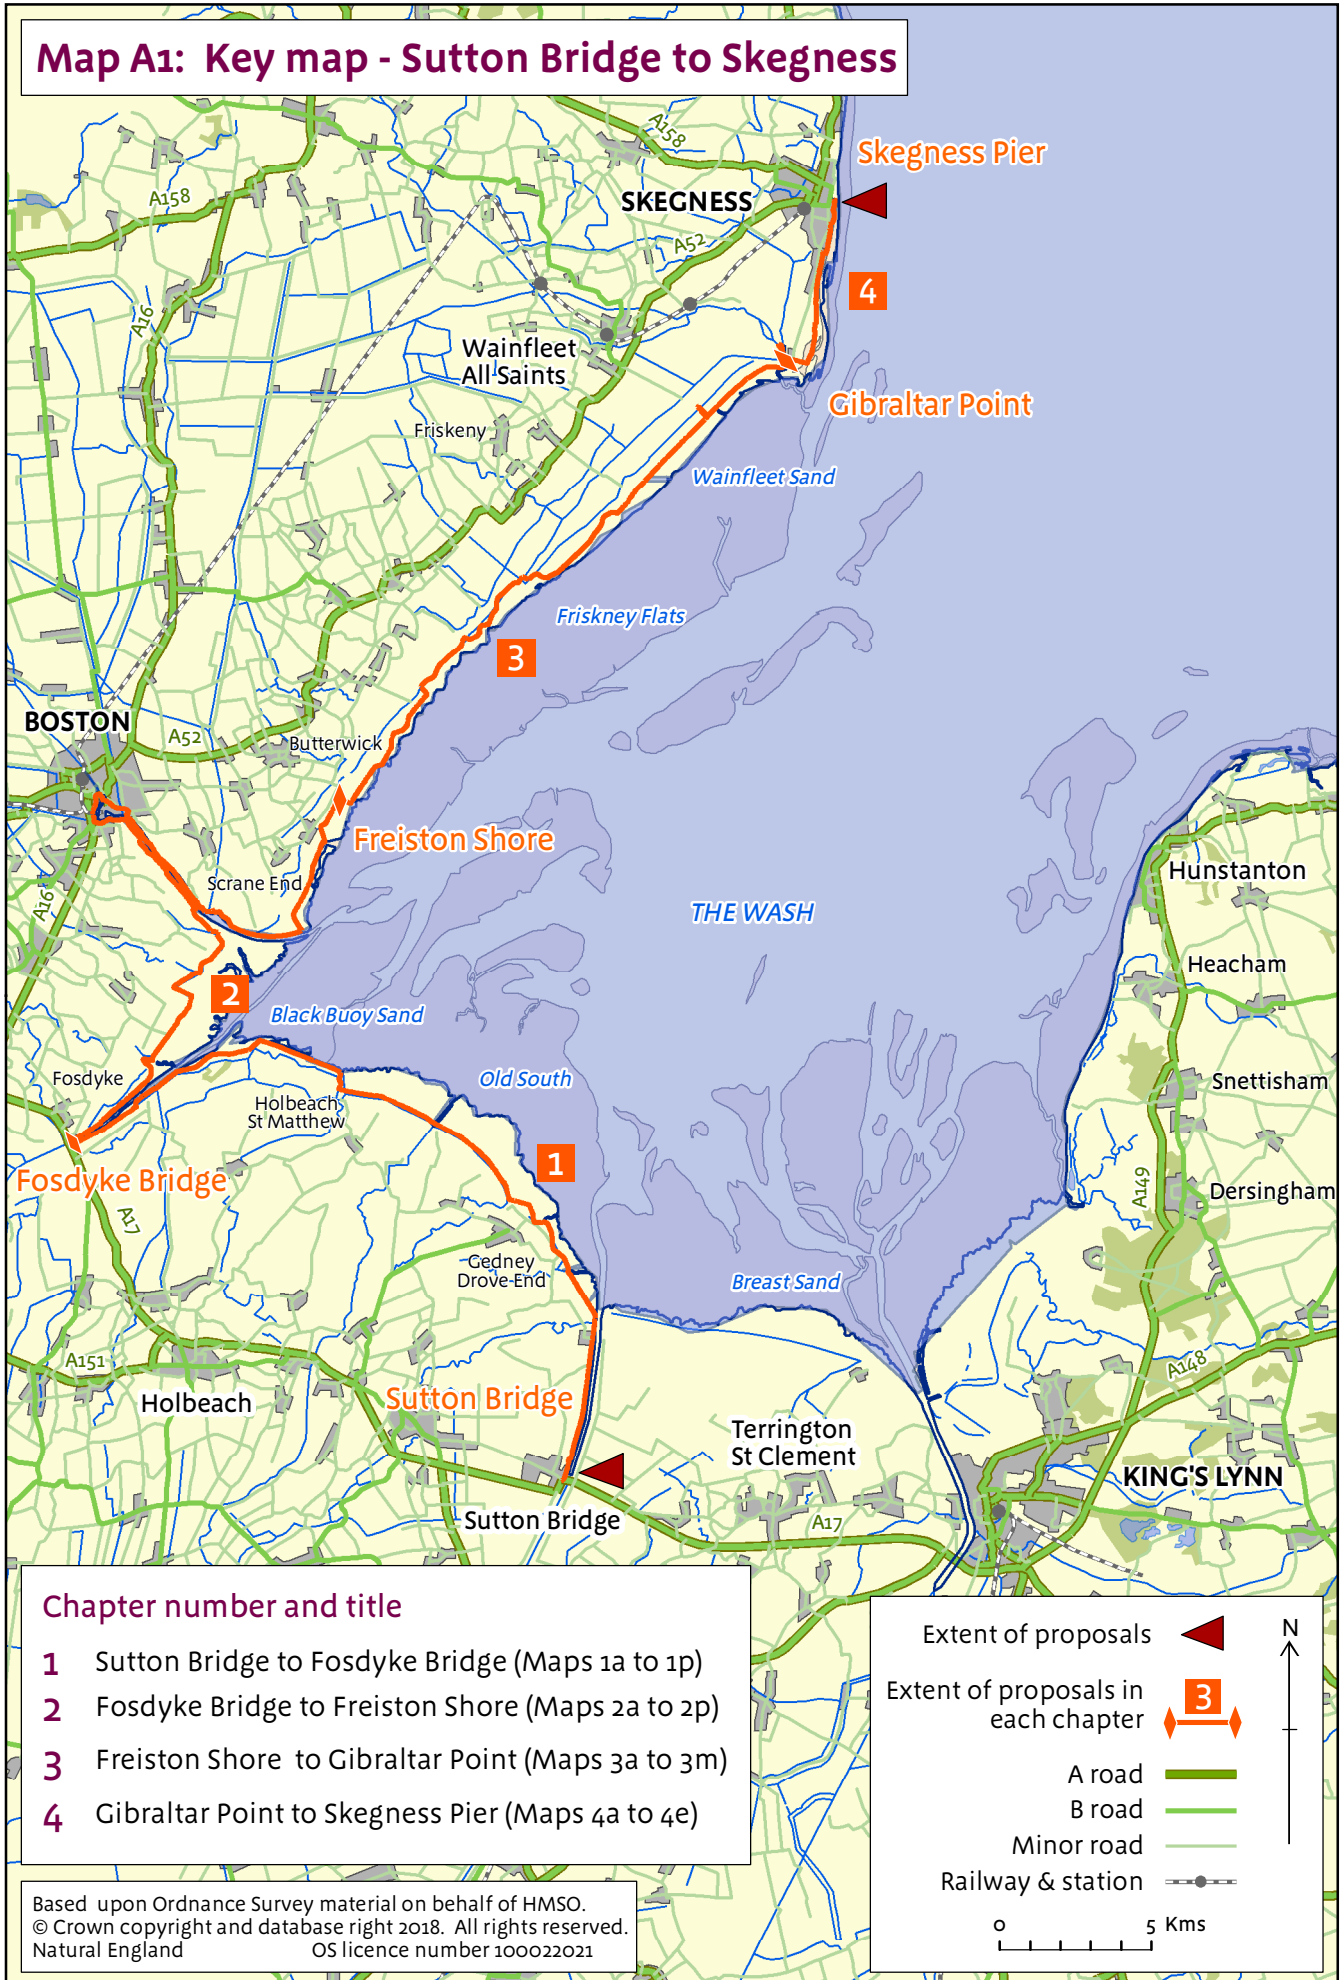 Map A1: Key map - Sutton Bridge to Skegness
A158
Skegness Pier
A158
SKEGNESS
A52
4
A16
Wainfleet
All Saints
Gibraltar Point
Friskeny
Wainfleet Sand
Friskney Flats
3
BOSTON
A52
Butterwick
Freiston Shore
Hunstanton
Scrane End
A16
THE WASH
Heacham
2
Black Buoy Sand
Fosdyke
Old South
Snettisham
Holbeach
St Matthew
1
Fosdyke Bridge
A149
Dersingham
A17
Gedney
Drove End
Breast Sand
A151
A148
Holbeach
Sutton Bridge
Terrington
St Clement
KING'S LYNN
Sutton Bridge
A17
Chapter number and title
1 Sutton Bridge to Fosdyke Bridge (Maps 1a to 1p)
2 Fosdyke Bridge to Freiston Shore (Maps 2a to 2p)
3 Freiston Shore to Gibraltar Point (Maps 3a to 3m)
4 Gibraltar Point to Skegness Pier (Maps 4a to 4e)
Extent of proposals
N
Extent of proposals in
each chapter
3
A road
B road
Minor road
Railway & station
0 5 Kms
Based upon Ordnance Survey material on behalf of HMSO.
© Crown copyright and database right 2018. All rights reserved.
Natural England OS licence number 100022021